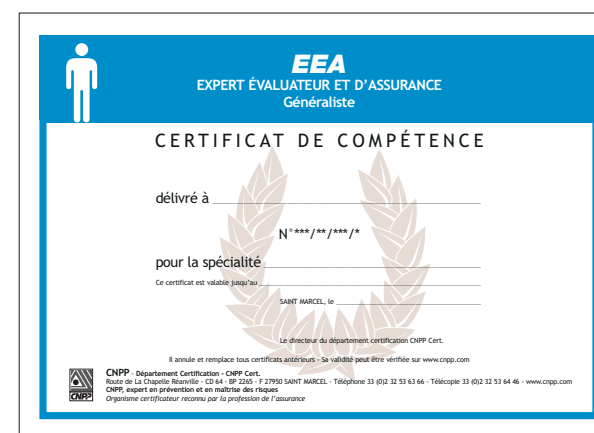 EEA
EXPERT ÉVALUATEUR ET D’ASSURANCE
Généraliste
CERTIFICAT DE COMPÉTENCE
délivré à
N°***/**/***/*
pour la spécialité
Ce certificat est valable jusqu’au
SAINT MARCEL, le
Le directeur du département certification CNPP Cert.
Il annule et remplace tous certificats antérieurs - Sa validité peut être vérifiée sur www.cnpp.com
CNPP - Département Certification - CNPP Cert.
Route de La Chapelle Réanville - CD 64 - BP 2265 - F 27950 SAINT MARCEL - Téléphone 33 (0)2 32 53 63 66 - Télécopie 33 (0)2 32 53 64 46 - www.cnpp.com
CNPP, expert en prévention et en maîtrise des risques
Organisme certificateur reconnu par la profession de l’assurance
CNPP